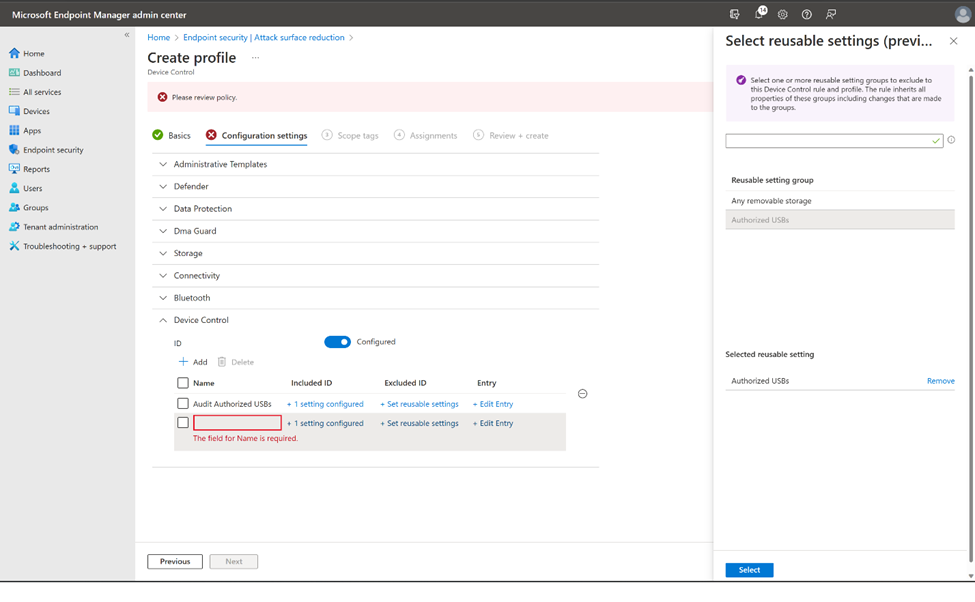 Microsoft Endpoint Manager admin center
14
Home
Dashboard
All services
Devices
Apps
Endpoint security
Reports
Users
Groups
Tenant administration
Troubleshooting + support
Home > Endpoint security | Attack surface reduction >
Create profile ...
Device Control
Please review policy.
Basics
Configuration settings
3 Scope tags
4 Assignments
5 Review + create
Administrative Templates
Defender
Data Protection
Dma Guard
Storage
Connectivity
Bluetooth
Device Control
ID
Configured
+ Add
Delete
Name Included ID Excluded ID Entry
Audit Authorized USBs + 1 setting configured + Set reusable settings + Edit Entry
+ 1 setting configured + Set reusable settings + Edit Entry
The field for Name is required.
Previous
Next
Select reusable settings (previ...
Select one or more reusable setting groups to exclude to
this Device Control rule and profile. The rule inherits all
properties of these groups including changes that are made
to the groups.
Reusable setting group
Any removable storage
Authorized USBs
Selected reusable setting
Authorized USBs Remove
Select